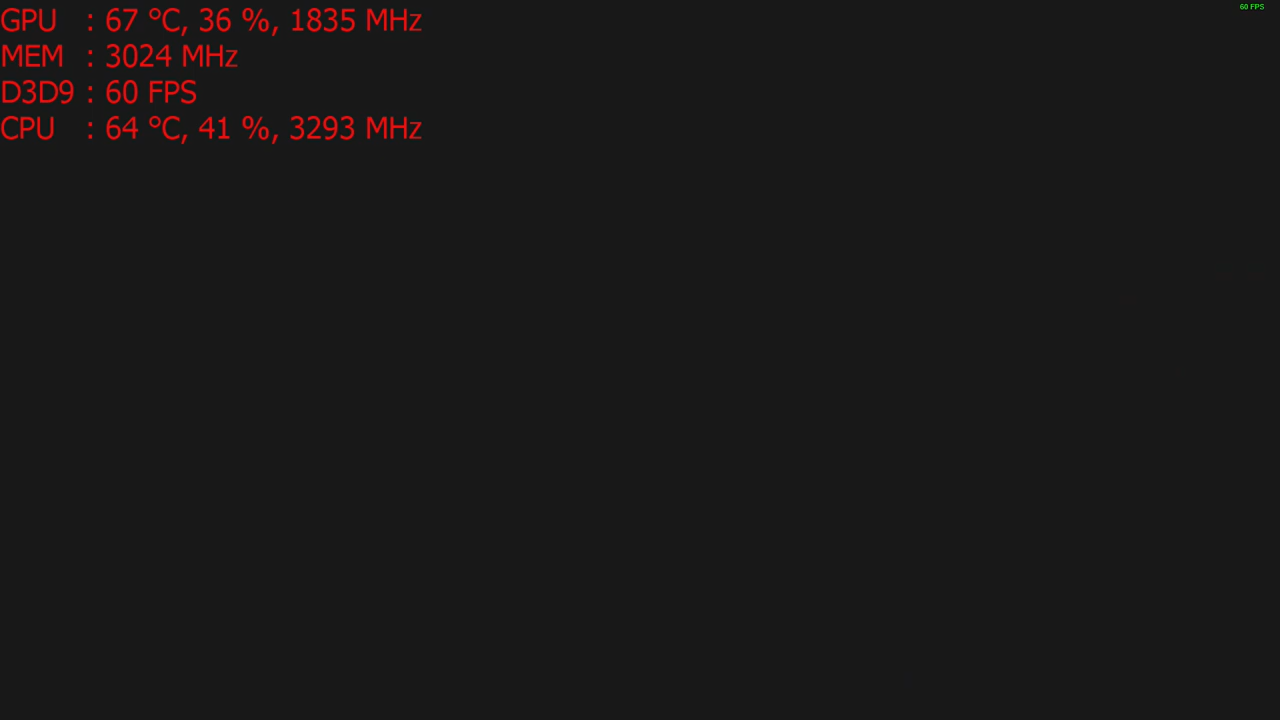 GPU : 67 °C, 36 %, 1835 MHz
60 FPS
MEM : 3024 MHz
D3D9 : 60 FPS
CPU : 64 °C, 41 %, 3293 MHz